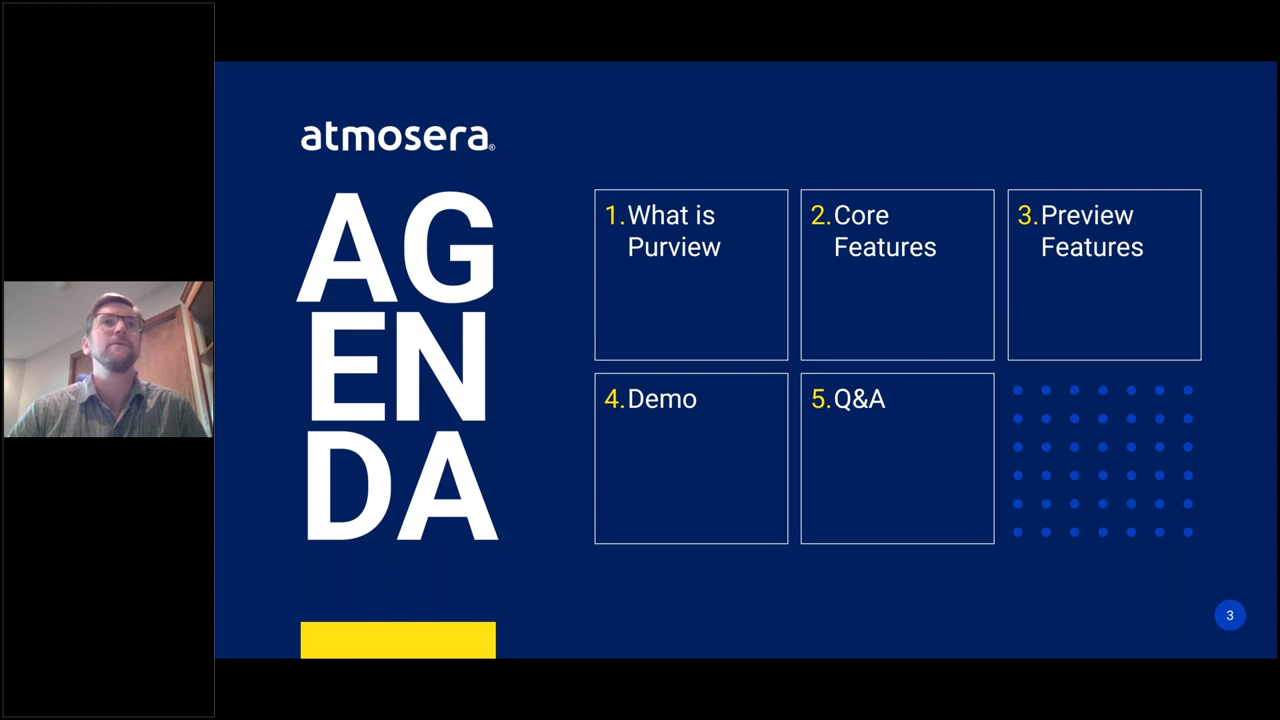 atmosera®
AG
EN
DA
1. What is
Purview
2. Core
Features
3. Preview
Features
4. Demo
5. Q&A
3